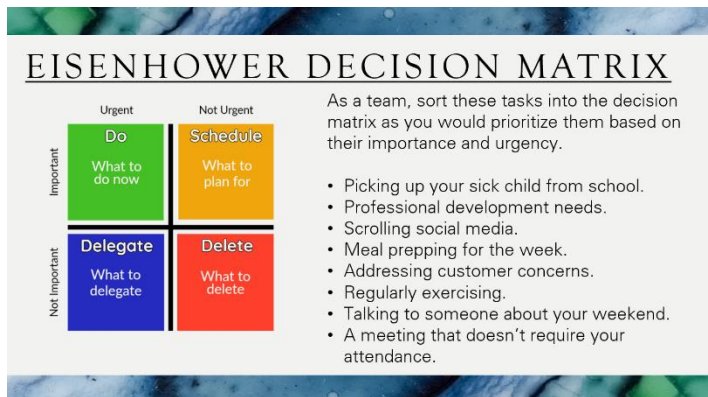 EISENHOWER DECISION MATRIX
Urgent
Not Urgent
Important
Do
What to
do now
Schedule
What to
plan for
Not Important
Delegate
What to
delegate
Delete
What to
delete
As a team, sort these tasks into the decision
matrix as you would prioritize them based on
their importance and urgency.
• Picking up your sick child from school.
• Professional development needs.
• Scrolling social media.
• Meal prepping for the week.
• Addressing customer concerns.
• Regularly exercising.
• Talking to someone about your weekend.
• A meeting that doesn't require your
attendance.